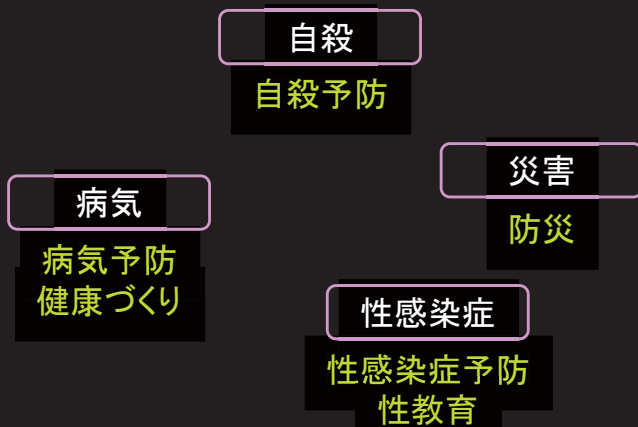 自殺
自殺予防
災害
防災
病気
病気予防
健康づくり
性感染症
性感染症予防
性教育